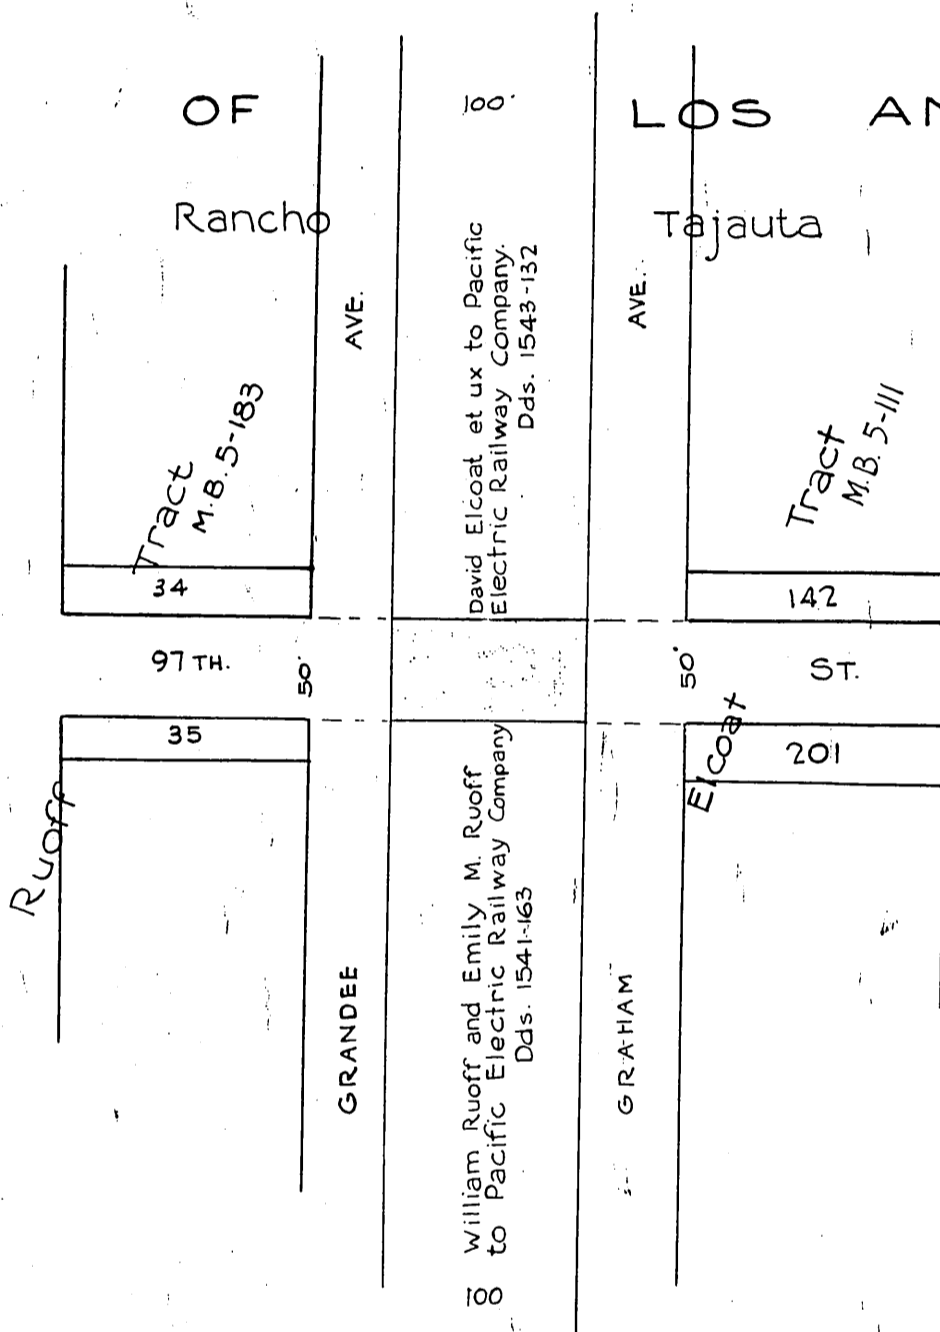 OF LOS AN
100'
Rancho Tajauta
AVE.
AVE.
David Elcoat et ux to Pacific
Electric Railway Company.
Dds. 1543-132
Tract
M.B. 5-183
Tract
M.B. 5-111
34
142
97TH. ST.
50'
50'
35
201
Ruoff
Elcoat
GRANDEE
GRAHAM
William Ruoff and Emily M. Ruoff
to Pacific Electric Railway Company
Dds. 1541-163
100